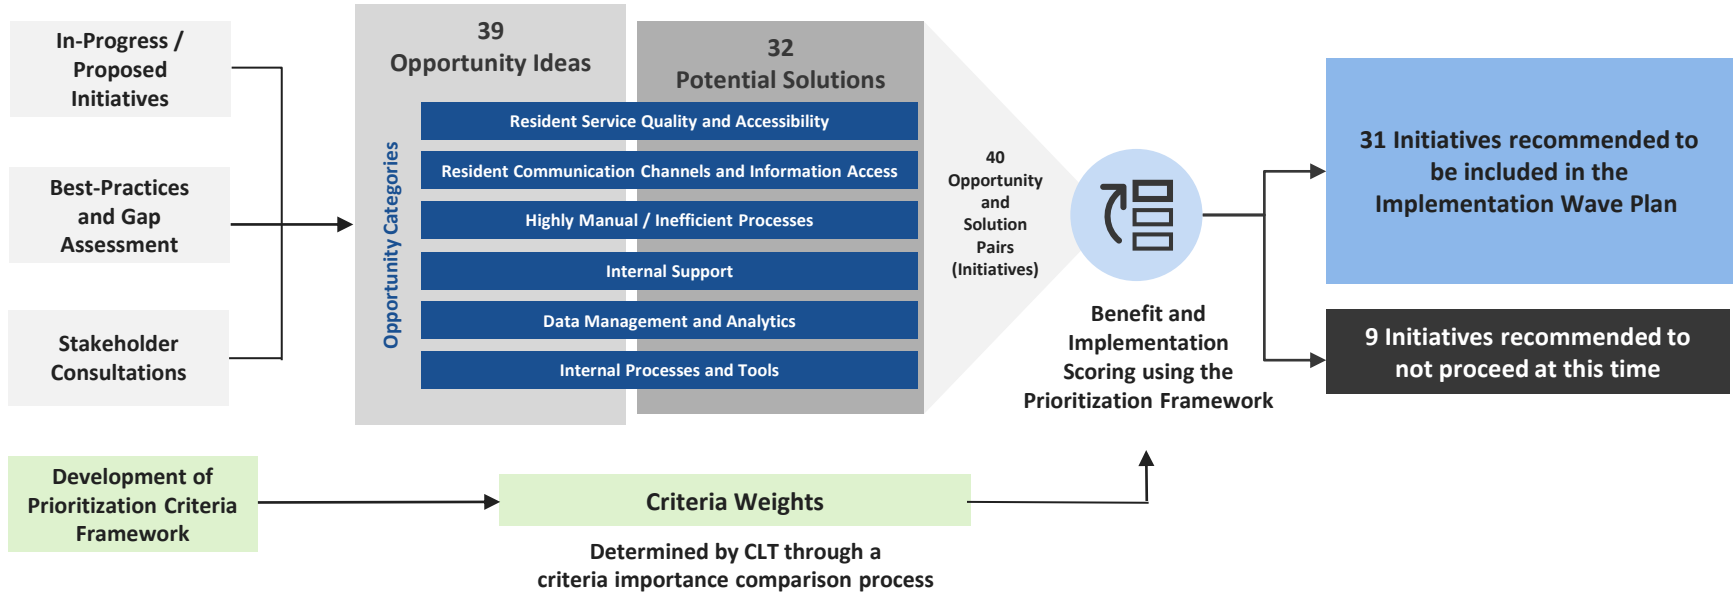 In-Progress /
Proposed
Initiatives
Best-Practices
and Gap
Assessment
Stakeholder
Consultations
39
Opportunity Ideas
32
Potential Solutions
Opportunity Categories
Resident Service Quality and Accessibility
Resident Communication Channels and Information Access
Highly Manual / Inefficient Processes
Internal Support
Data Management and Analytics
Internal Processes and Tools
40
Opportunity
and
Solution
Pairs
(Initiatives)
Benefit and
Implementation
Scoring using the
Prioritization Framework
31 Initiatives recommended to
be included in the
Implementation Wave Plan
9 Initiatives recommended to
not proceed at this time
Development of
Prioritization Criteria
Framework
Criteria Weights
Determined by CLT through a
criteria importance comparison process